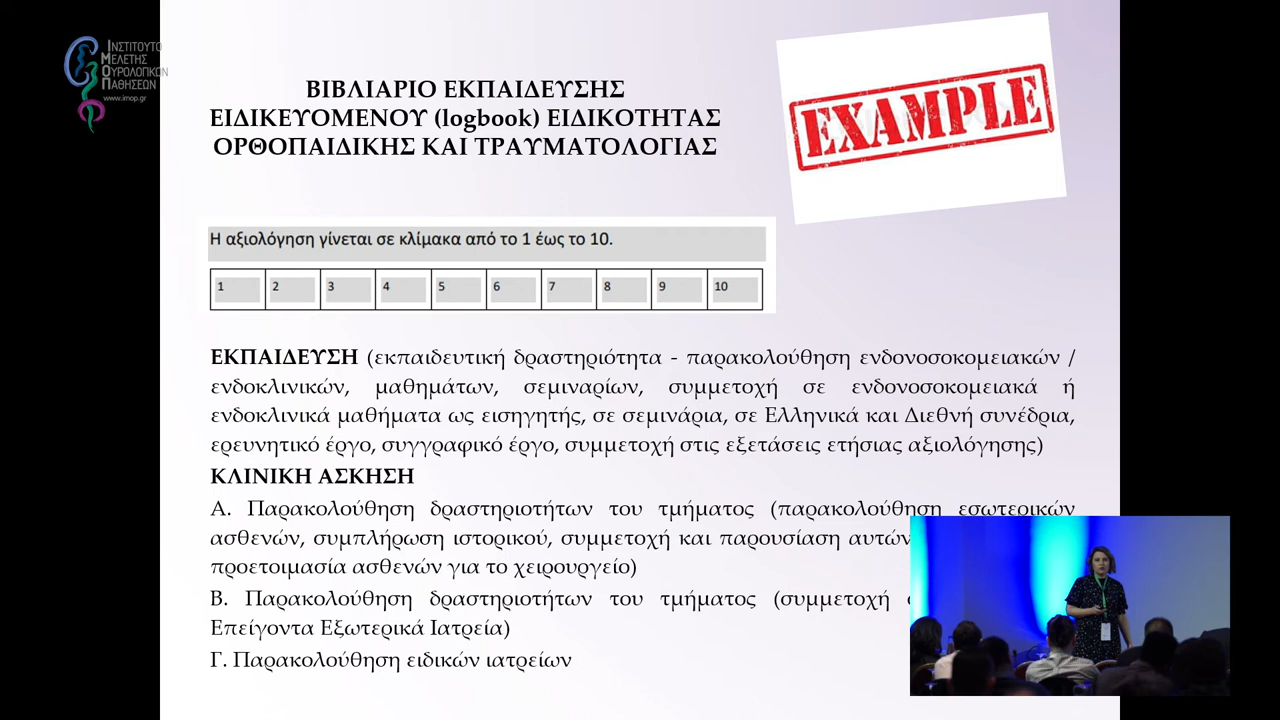 ΙΝΣΤΙΤΟΥΤΟ
ΜΕΛΕΤΗΣ
ΟΥΡΟΛΟΓΙΚΩΝ
ΠΑΘΗΣΕΩΝ
www.imop.gr
ΒΙΒΛΙΑΡΙΟ ΕΚΠΑΙΔΕΥΣΗΣ
ΕΙΔΙΚΕΥΟΜΕΝΟΥ (logbook) ΕΙΔΙΚΟΤΗΤΑΣ
ΟΡΘΟΠΑΙΔΙΚΗΣ ΚΑΙ ΤΡΑΥΜΑΤΟΛΟΓΙΑΣ
EXAMPLE
Η αξιολόγηση γίνεται σε κλίμακα από το 1 έως το 10.
1 2 3 4 5 6 7 8 9 10
ΕΚΠΑΙΔΕΥΣΗ (εκπαιδευτική δραστηριότητα - παρακολούθηση ενδονοσοκομειακών /
ενδοκλινικών, μαθημάτων, σεμιναρίων, συμμετοχή σε ενδονοσοκομειακά ή
ενδοκλινικά μαθήματα ως εισηγητής, σε σεμινάρια, σε Ελληνικά και Διεθνή συνέδρια,
ερευνητικό έργο, συγγραφικό έργο, συμμετοχή στις εξετάσεις ετήσιας αξιολόγησης)
ΚΛΙΝΙΚΗ ΑΣΚΗΣΗ
Α. Παρακολούθηση δραστηριοτήτων του τμήματος (παρακολούθηση εσωτερικών
ασθενών, συμπλήρωση ιστορικού, συμμετοχή και παρουσίαση αυτών
προετοιμασία ασθενών για το χειρουργείο)
Β. Παρακολούθηση δραστηριοτήτων του τμήματος (συμμετοχή
Επείγοντα Εξωτερικά Ιατρεία)
Γ. Παρακολούθηση ειδικών ιατρείων